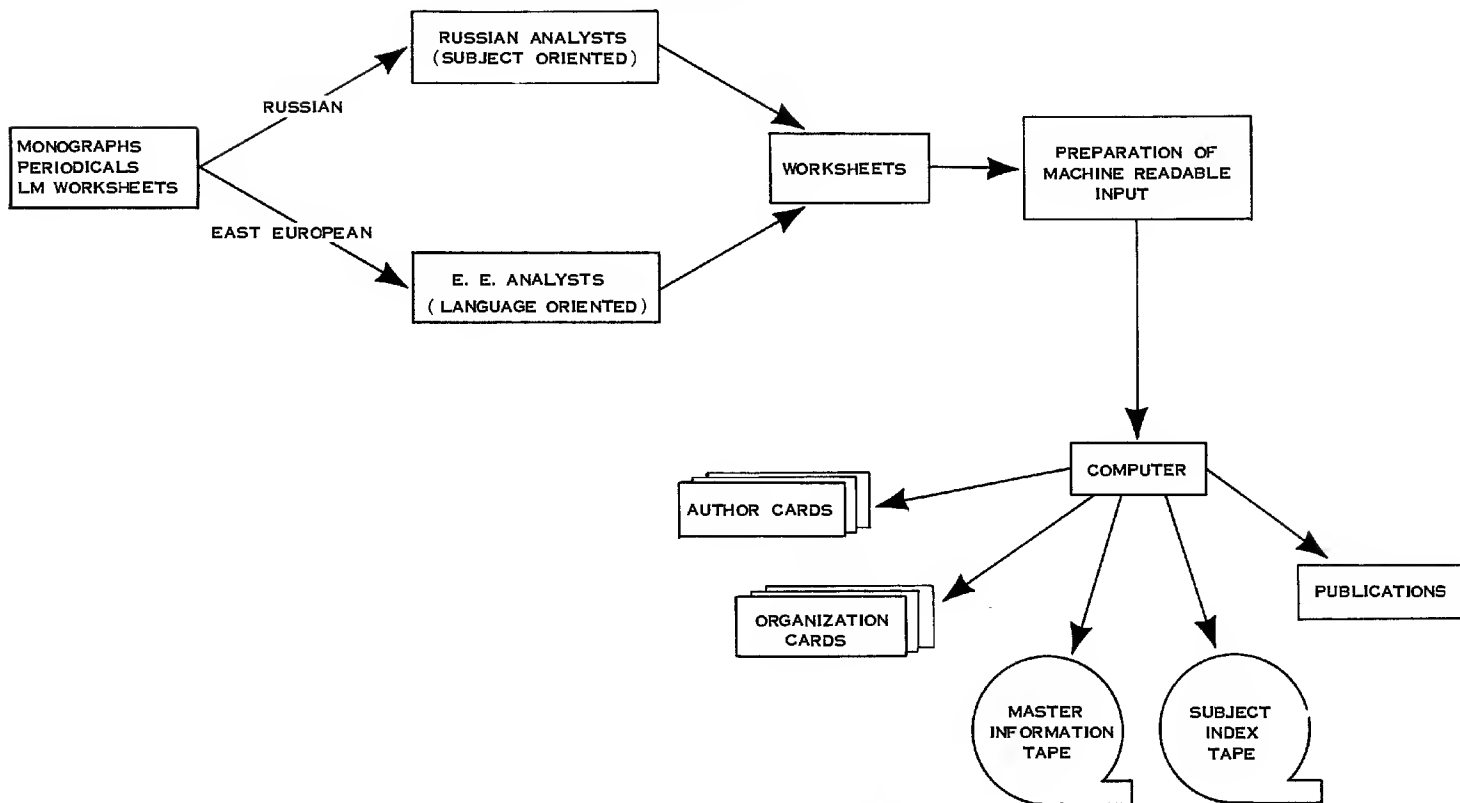 RUSSIAN ANALYSTS
(SUBJECT ORIENTED)
RUSSIAN
MONOGRAPHS
PERIODICALS
LM WORKSHEETS
EAST EUROPEAN
E. E. ANALYSTS
(LANGUAGE ORIENTED)
WORKSHEETS
PREPARATION OF
MACHINE READABLE
INPUT
COMPUTER
AUTHOR CARDS
ORGANIZATION
CARDS
MASTER
INFORMATION
TAPE
SUBJECT
INDEX
TAPE
PUBLICATIONS